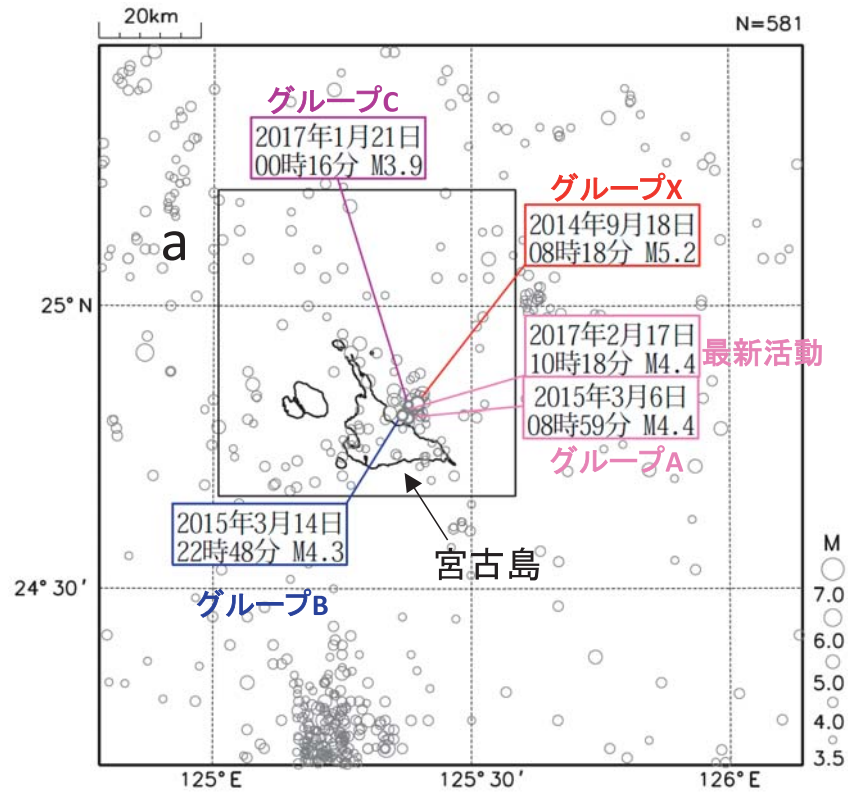 20km
N=581
グループC
2017年1月21日
00時16分 M3.9
グループX
2014年9月18日
08時18分 M5.2
a
25° N
2017年2月17日
10時18分 M4.4
最新活動
2015年3月6日
08時59分 M4.4
グループA
2015年3月14日
22時48分 M4.3
宮古島
グループB
24° 30′
M
7.0
6.0
5.0
4.0
3.5
125° E
125° 30′
126° E